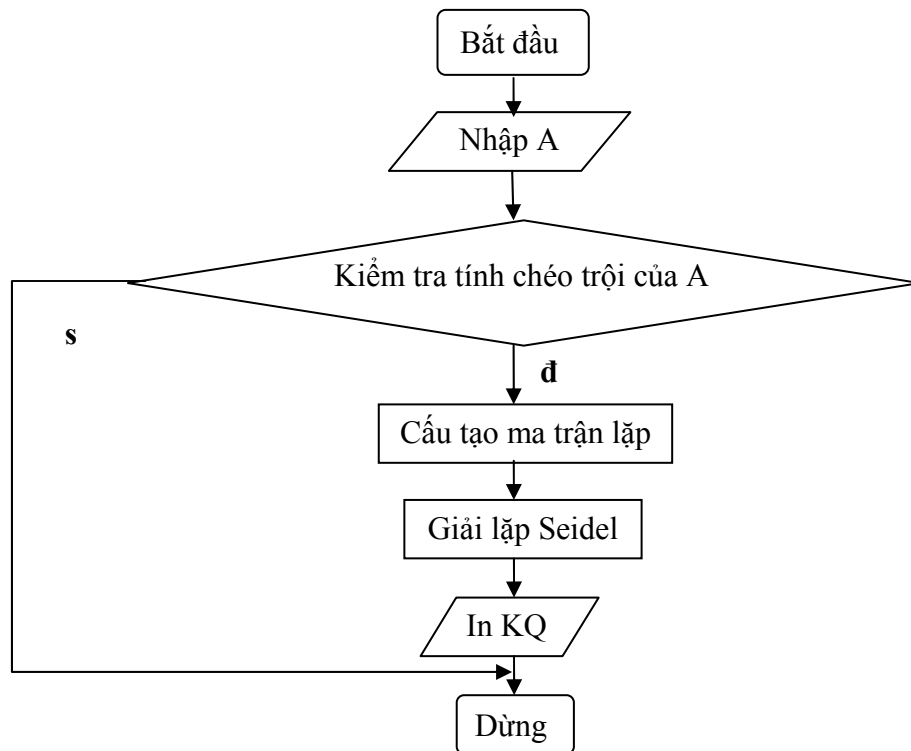 Bắt đầu
Nhập A
Kiểm tra tính chéo trội của A
s
đ
Cấu tạo ma trận lặp
Giải lặp Seidel
In KQ
Dừng